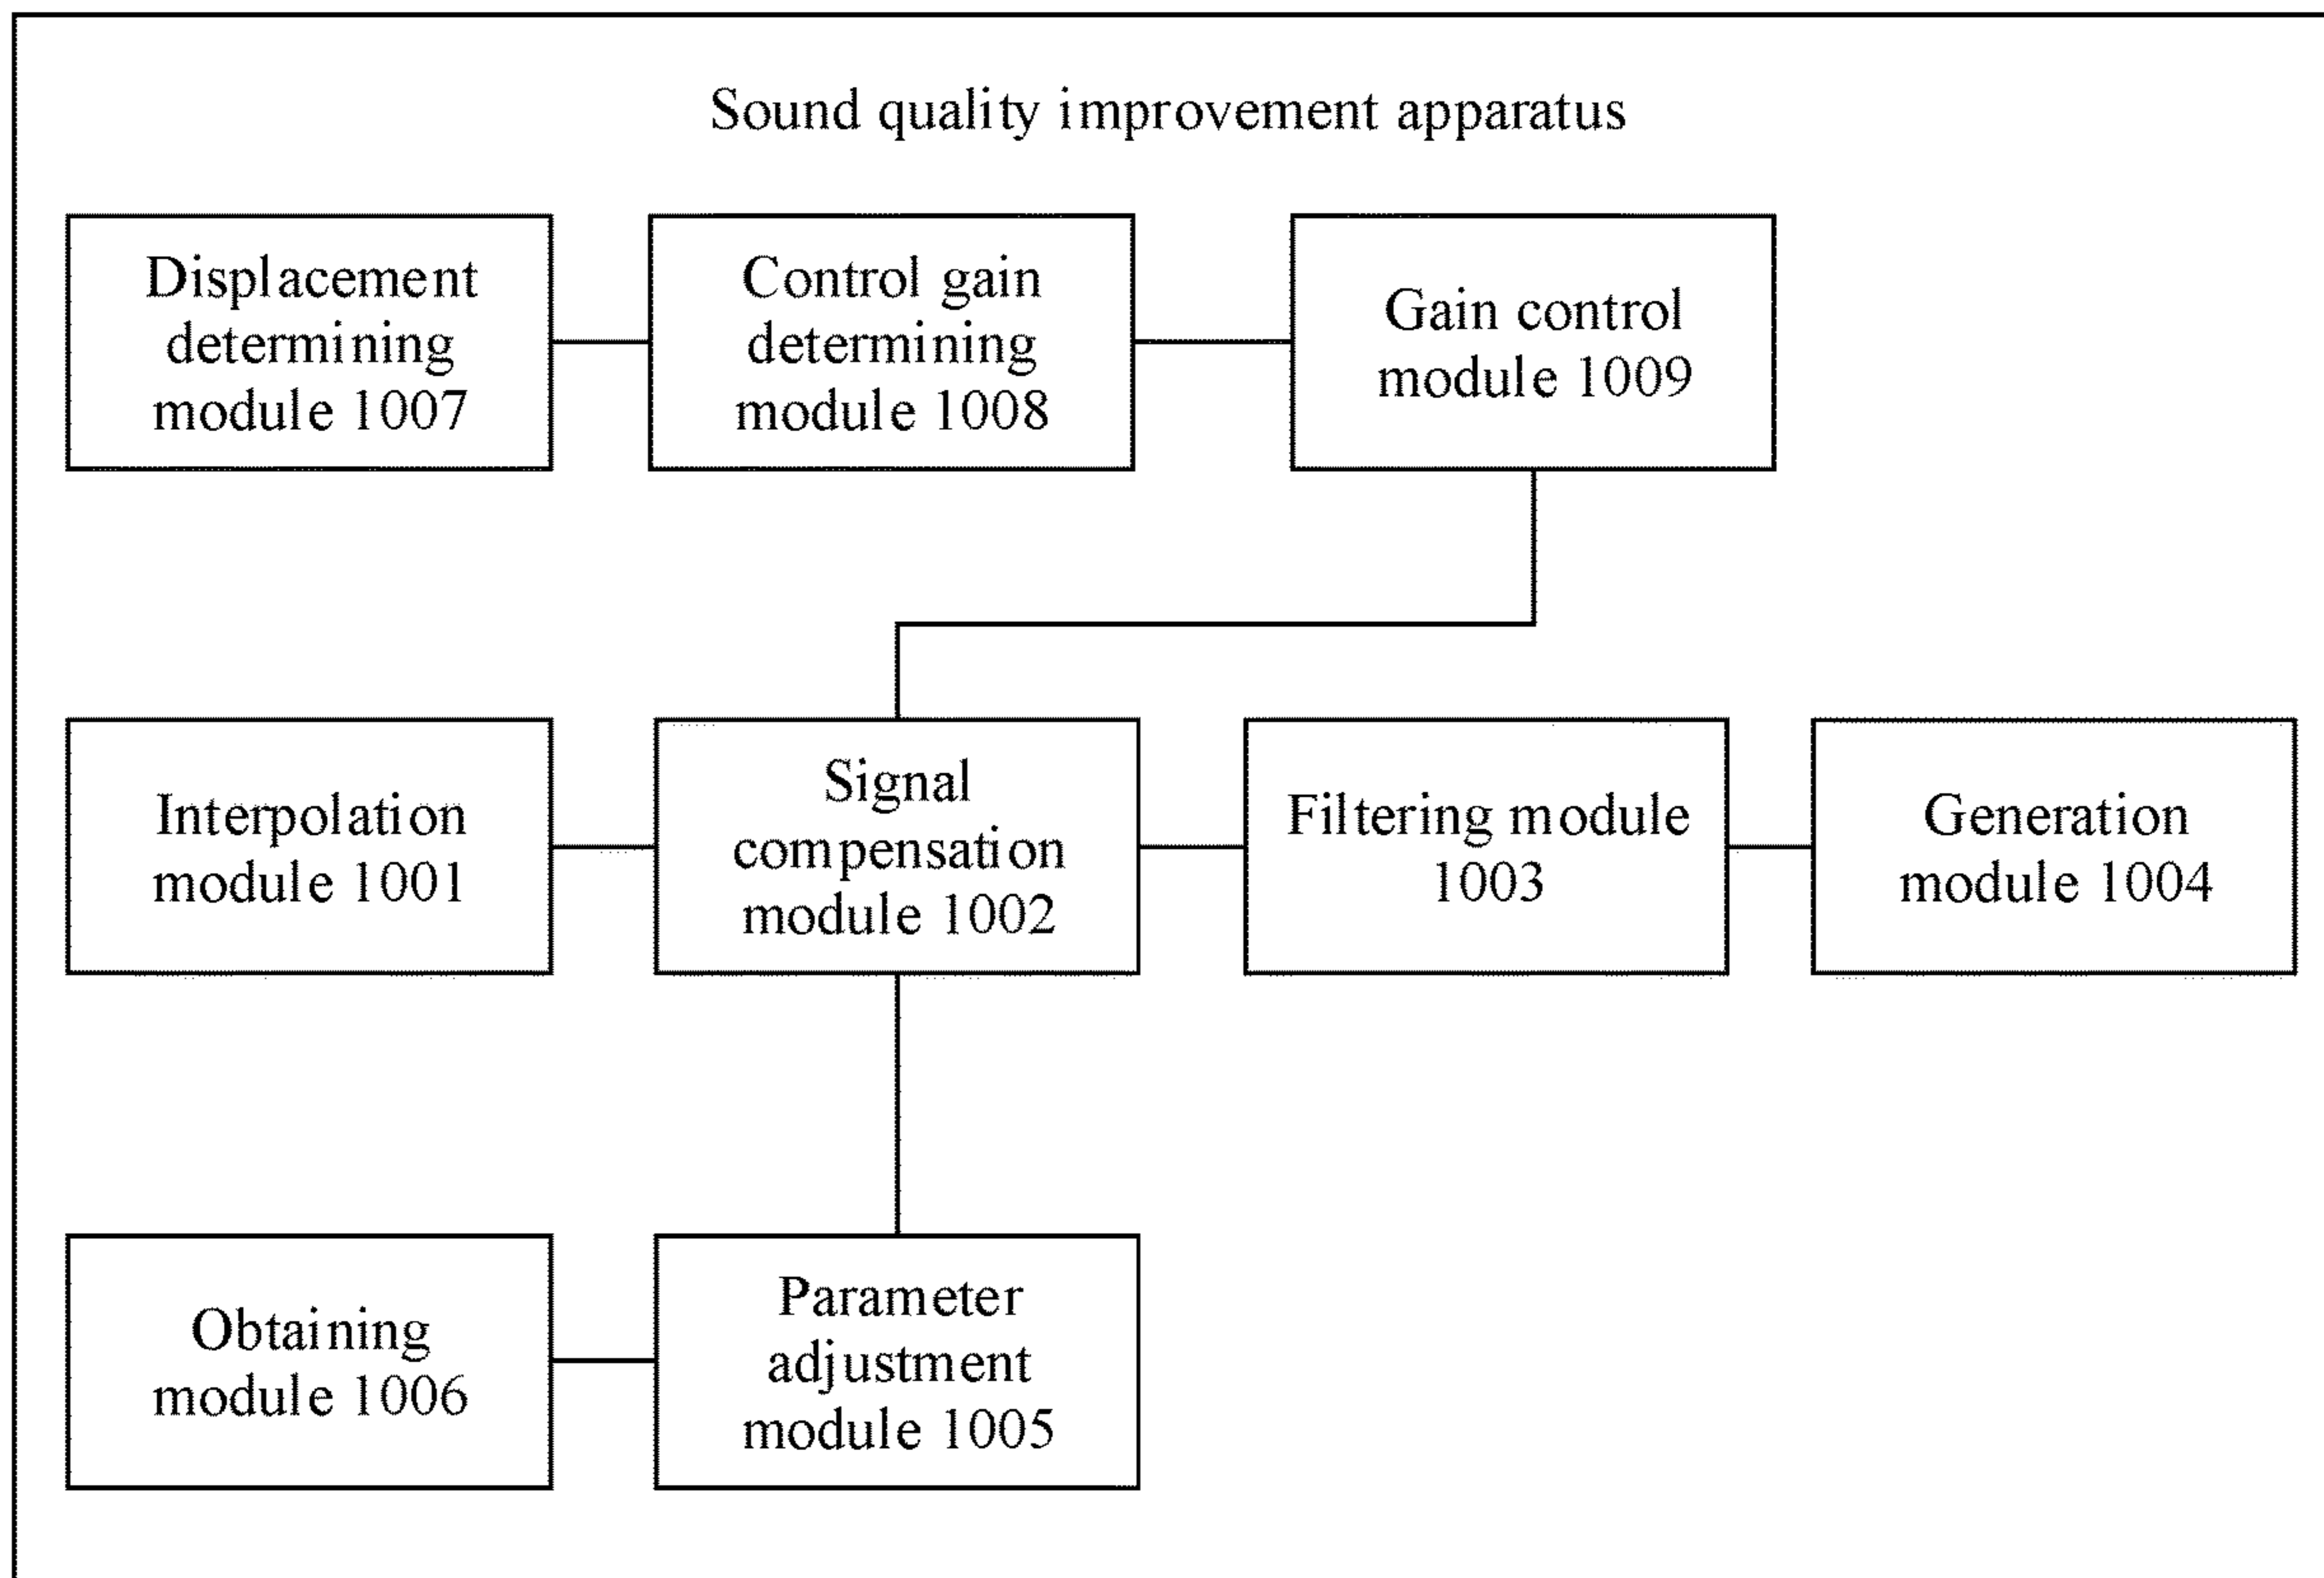 Sound quality improvement apparatus
Displacement
determining
module 1007
Control gain
determining
module 1008
Gain control
module 1009
Interpolation
module 1001
Signal
compensation
module 1002
Filtering module
1003
Generation
module 1004
Obtaining
module 1006
Parameter
adjustment
module 1005